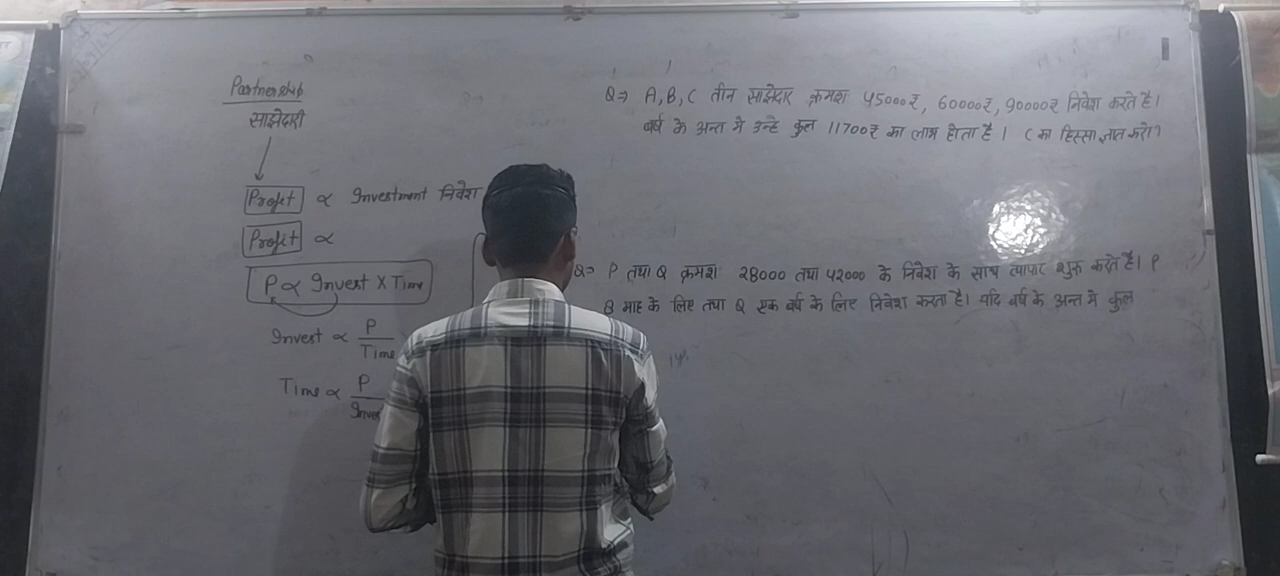 Partnership
साझेदारी
Profit ∝ Investment निवेश
Profit ∝
P ∝ Invest × Time
Invest ∝ P/Time
Time ∝ P/Inves
Q⇒ A, B, C तीन साझेदार क्रमश 45000₹, 60000₹, 90000₹ निवेश करते है।
वर्ष के अन्त मे उन्हे कुल 11700₹ का लाभ होता है। C का हिस्सा ज्ञात करो?
Q⇒ P तथा Q क्रमश 28000 तथा 42000 के निवेश के साथ व्यापार शुरू करते है। P
8 माह के लिए तथा Q एक वर्ष के लिए निवेश करता है। यदि वर्ष के अन्त मे कुल